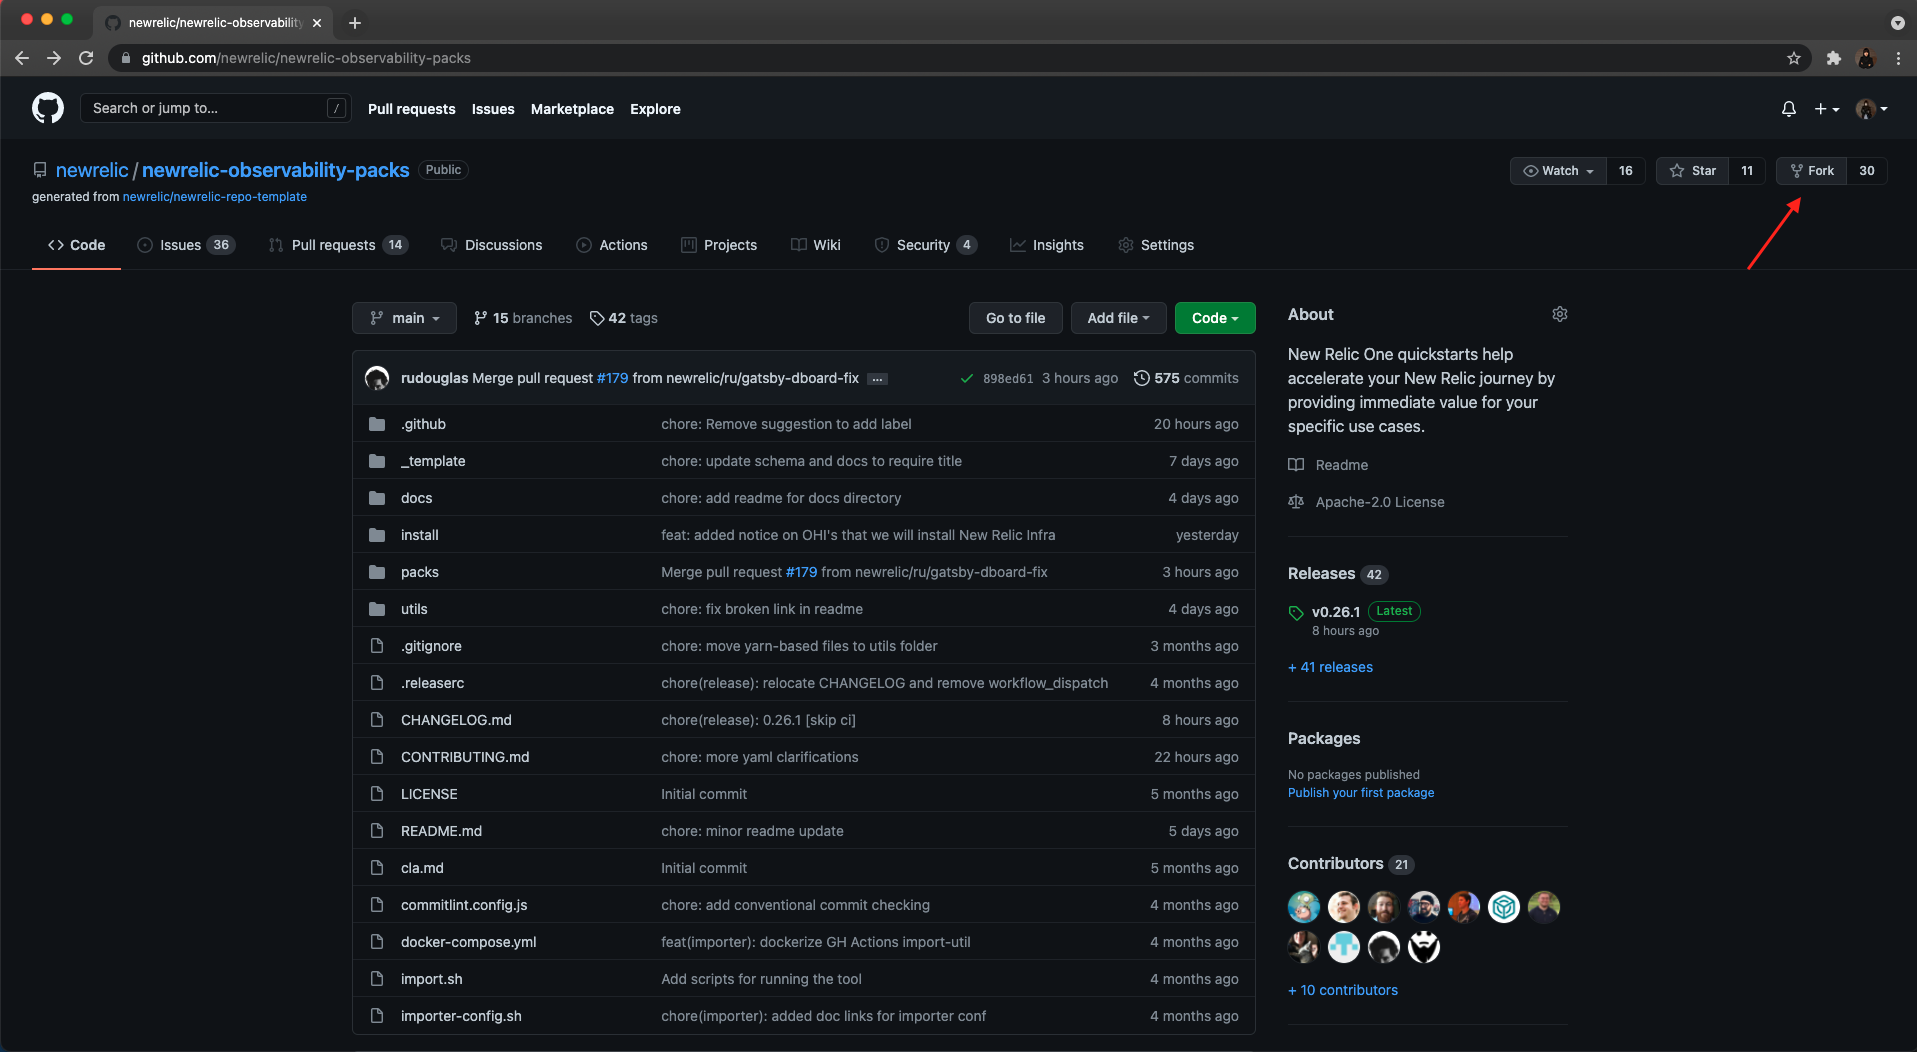 newrelic/newrelic-observability
github.com/newrelic/newrelic-observability-packs
Search or jump to... /
Pull requests Issues Marketplace Explore
newrelic / newrelic-observability-packs Public
Watch 16 Star 11 Fork 30
generated from newrelic/newrelic-repo-template
Code Issues 36 Pull requests 14 Discussions Actions Projects Wiki Security 4 Insights Settings
main 15 branches 42 tags Go to file Add file Code
rudouglas Merge pull request #179 from newrelic/ru/gatsby-dboard-fix ... 898ed61 3 hours ago 575 commits
.github chore: Remove suggestion to add label 20 hours ago
_template chore: update schema and docs to require title 7 days ago
docs chore: add readme for docs directory 4 days ago
install feat: added notice on OHI's that we will install New Relic Infra yesterday
packs Merge pull request #179 from newrelic/ru/gatsby-dboard-fix 3 hours ago
utils chore: fix broken link in readme 4 days ago
.gitignore chore: move yarn-based files to utils folder 3 months ago
.releaserc chore(release): relocate CHANGELOG and remove workflow_dispatch 4 months ago
CHANGELOG.md chore(release): 0.26.1 [skip ci] 8 hours ago
CONTRIBUTING.md chore: more yaml clarifications 22 hours ago
LICENSE Initial commit 5 months ago
README.md chore: minor readme update 5 days ago
cla.md Initial commit 5 months ago
commitlint.config.js chore: add conventional commit checking 4 months ago
docker-compose.yml feat(importer): dockerize GH Actions import-util 4 months ago
import.sh Add scripts for running the tool 4 months ago
importer-config.sh chore(importer): added doc links for importer conf 4 months ago
About
New Relic One quickstarts help
accelerate your New Relic journey by
providing immediate value for your
specific use cases.
Readme
Apache-2.0 License
Releases 42
v0.26.1 Latest
8 hours ago
+ 41 releases
Packages
No packages published
Publish your first package
Contributors 21
+ 10 contributors